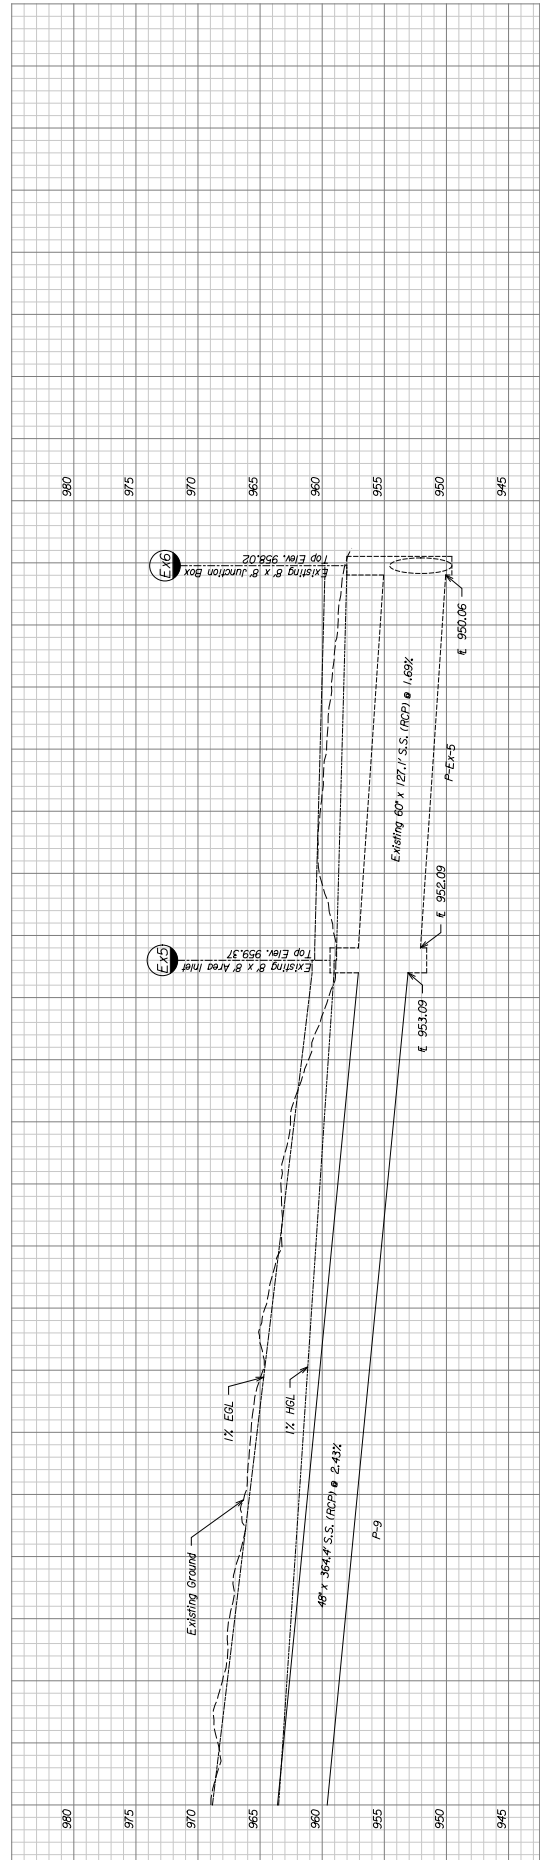 980
975
970
965
960
955
950
945
Ex6
Existing 8' x 8' Junction Box
Top Elev. 958.02
FL 950.06
Existing 60" x 127.1' S.S. (RCP) @ 1.69%
P-Ex-5
FL 952.09
Ex5
Existing 8' x 8' Area Inlet
Top Elev. 959.37
FL 953.09
1% EGL
1% HGL
Existing Ground
48" x 364.4' S.S. (RCP) @ 2.43%
P-9
980
975
970
965
960
955
950
945